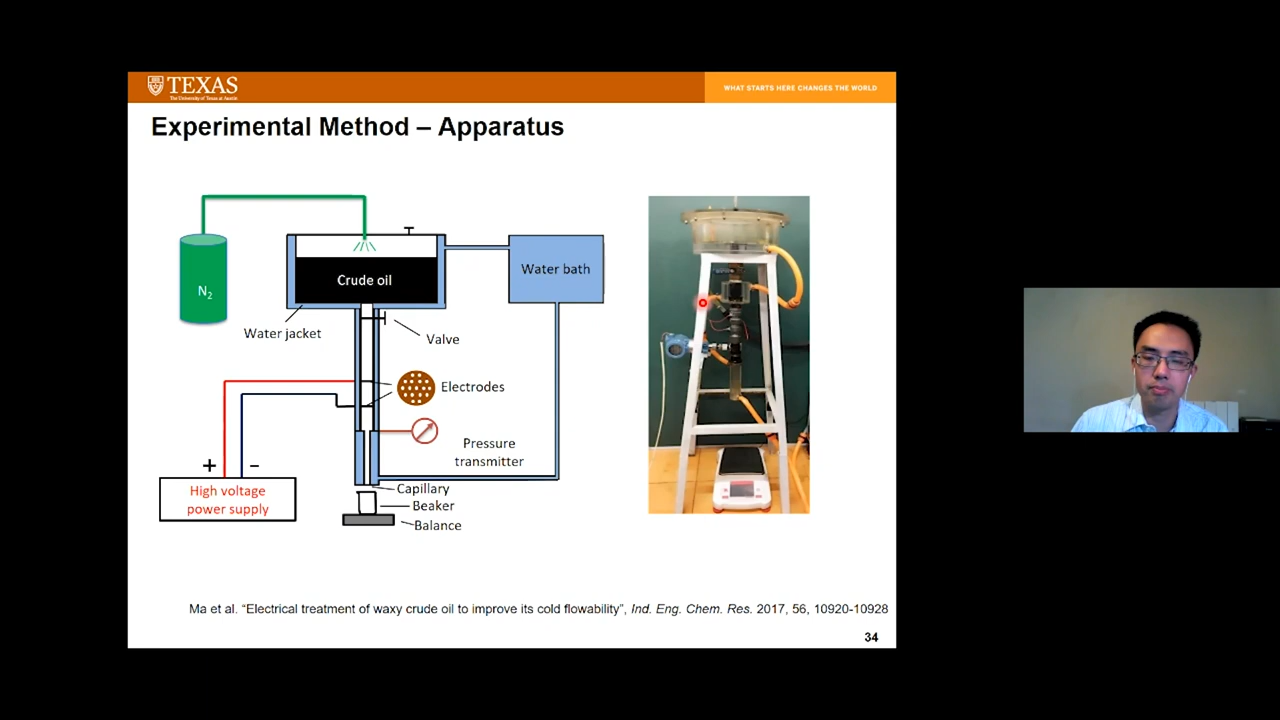 TEXAS
The University of Texas at Austin
WHAT STARTS HERE CHANGES THE WORLD
Experimental Method – Apparatus
N2
Crude oil
Water bath
Water jacket
Valve
Electrodes
Pressure
transmitter
+ –
High voltage
power supply
Capillary
Beaker
Balance
Ma et al. “Electrical treatment of waxy crude oil to improve its cold flowability”, Ind. Eng. Chem. Res. 2017, 56, 10920-10928
34